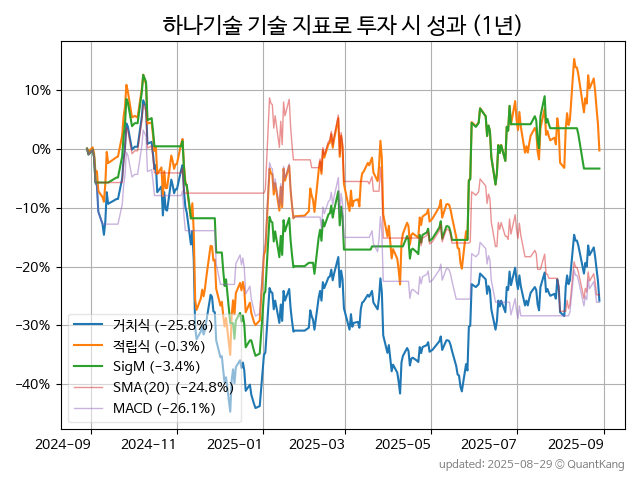 하나기술 기술 지표로 투자 시 성과 (1년)
10%
0%
−10%
−20%
−30%
−40%
거치식 (−25.8%)
적립식 (−0.3%)
SigM (−3.4%)
SMA(20) (−24.8%)
MACD (−26.1%)
2024-09 2024-11 2025-01 2025-03 2025-05 2025-07 2025-09
updated: 2025-08-29 © QuantKang